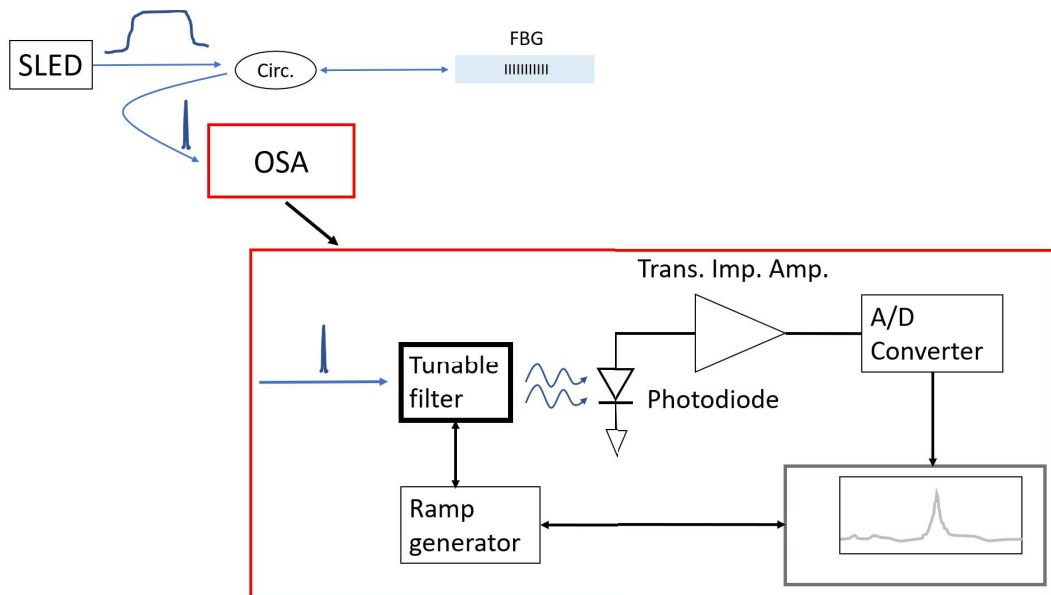 FBG
SLED
Circ.
OSA
Trans. Imp. Amp.
A/D
Converter
Tunable
filter
Photodiode
Ramp
generator